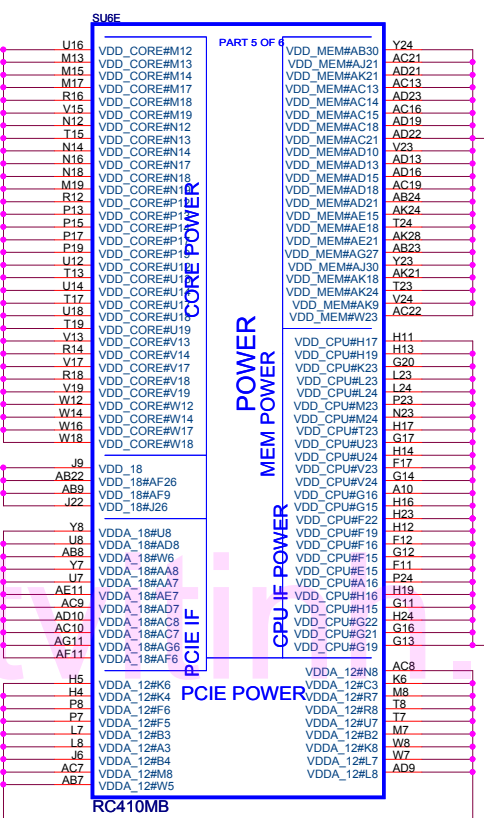 SU6E
PART 5 OF 6
U16 VDD_CORE#M12
M13 VDD_CORE#M13
M15 VDD_CORE#M14
M17 VDD_CORE#M17
R16 VDD_CORE#M18
V15 VDD_CORE#M19
N12 VDD_CORE#N12
T15 VDD_CORE#N13
N14 VDD_CORE#N14
N16 VDD_CORE#N17
N18 VDD_CORE#N18
M19
R12 VDD_CORE#P12
P13
P15
P17
P19 VDD_CORE#P19
U12 VDD_CORE#U12
T13 VDD_CORE#U13
U14
T17
U18 VDD_CORE#U18
T19 VDD_CORE#U19
V13 VDD_CORE#V13
R14 VDD_CORE#V14
V17 VDD_CORE#V17
R18 VDD_CORE#V18
V19 VDD_CORE#V19
W12 VDD_CORE#W12
W14 VDD_CORE#W14
W16 VDD_CORE#W17
W18 VDD_CORE#W18
J9 VDD_18
AB22 VDD_18#AF26
AB9 VDD_18#AF9
J22 VDD_18#J26
Y8 VDDA_18#U8
U8 VDDA_18#AD8
AB8 VDDA_18#W6
Y7 VDDA_18#AA8
U7 VDDA_18#AA7
AE11 VDDA_18#AE7
AC9 VDDA_18#AD7
AD10 VDDA_18#AC8
AC10 VDDA_18#AC7
AG11 VDDA_18#AG6
AF11 VDDA_18#AF6
H5 VDDA_12#K6
H4 VDDA_12#K4
P8 VDDA_12#F6
P7 VDDA_12#F5
L7 VDDA_12#B3
L8 VDDA_12#A3
J6 VDDA_12#B4
AC7 VDDA_12#M8
AB7 VDDA_12#W5
CORE POWER
PCIE IF
POWER
MEM POWER
CPU IF POWER
PCIE POWER
VDD_MEM#AB30 Y24
VDD_MEM#AJ21 AC21
VDD_MEM#AK21 AD21
VDD_MEM#AC13 AC13
VDD_MEM#AC14 AD23
VDD_MEM#AC15 AC16
VDD_MEM#AC18 AD19
VDD_MEM#AC21 AD22
VDD_MEM#AD10 V23
VDD_MEM#AD13 AD13
VDD_MEM#AD15 AD16
VDD_MEM#AD18 AC19
VDD_MEM#AD21 AB24
VDD_MEM#AE15 AK24
VDD_MEM#AE18 T24
VDD_MEM#AE21 AK28
VDD_MEM#AG27 AB23
VDD_MEM#AJ30 Y23
VDD_MEM#AK18 AK21
VDD_MEM#AK24 T23
VDD_MEM#AK9 V24
VDD_MEM#W23 AC22
VDD_CPU#H17 H11
VDD_CPU#H19 H13
VDD_CPU#K23 G20
VDD_CPU#L23 L23
VDD_CPU#L24 L24
VDD_CPU#M23 P23
VDD_CPU#M24 N23
VDD_CPU#T23 H17
VDD_CPU#U23 G17
VDD_CPU#U24 H14
VDD_CPU#V23 F17
VDD_CPU#V24 G14
VDD_CPU#G16 A10
VDD_CPU#G15 H16
VDD_CPU#F22 H23
VDD_CPU#F19 H12
VDD_CPU#F16 F12
VDD_CPU#F15 G12
VDD_CPU#E15 F11
VDD_CPU#A16 P24
VDD_CPU#H16 H19
VDD_CPU#H15 G11
VDD_CPU#G22 H24
VDD_CPU#G21 G16
VDD_CPU#G19 G13
VDDA_12#N8 AC8
VDDA_12#C3 K6
VDDA_12#R7 M8
VDDA_12#R8 T8
VDDA_12#U7 T7
VDDA_12#B2 M7
VDDA_12#K8 W8
VDDA_12#L7 W7
VDDA_12#L8 AD9
RC410MB